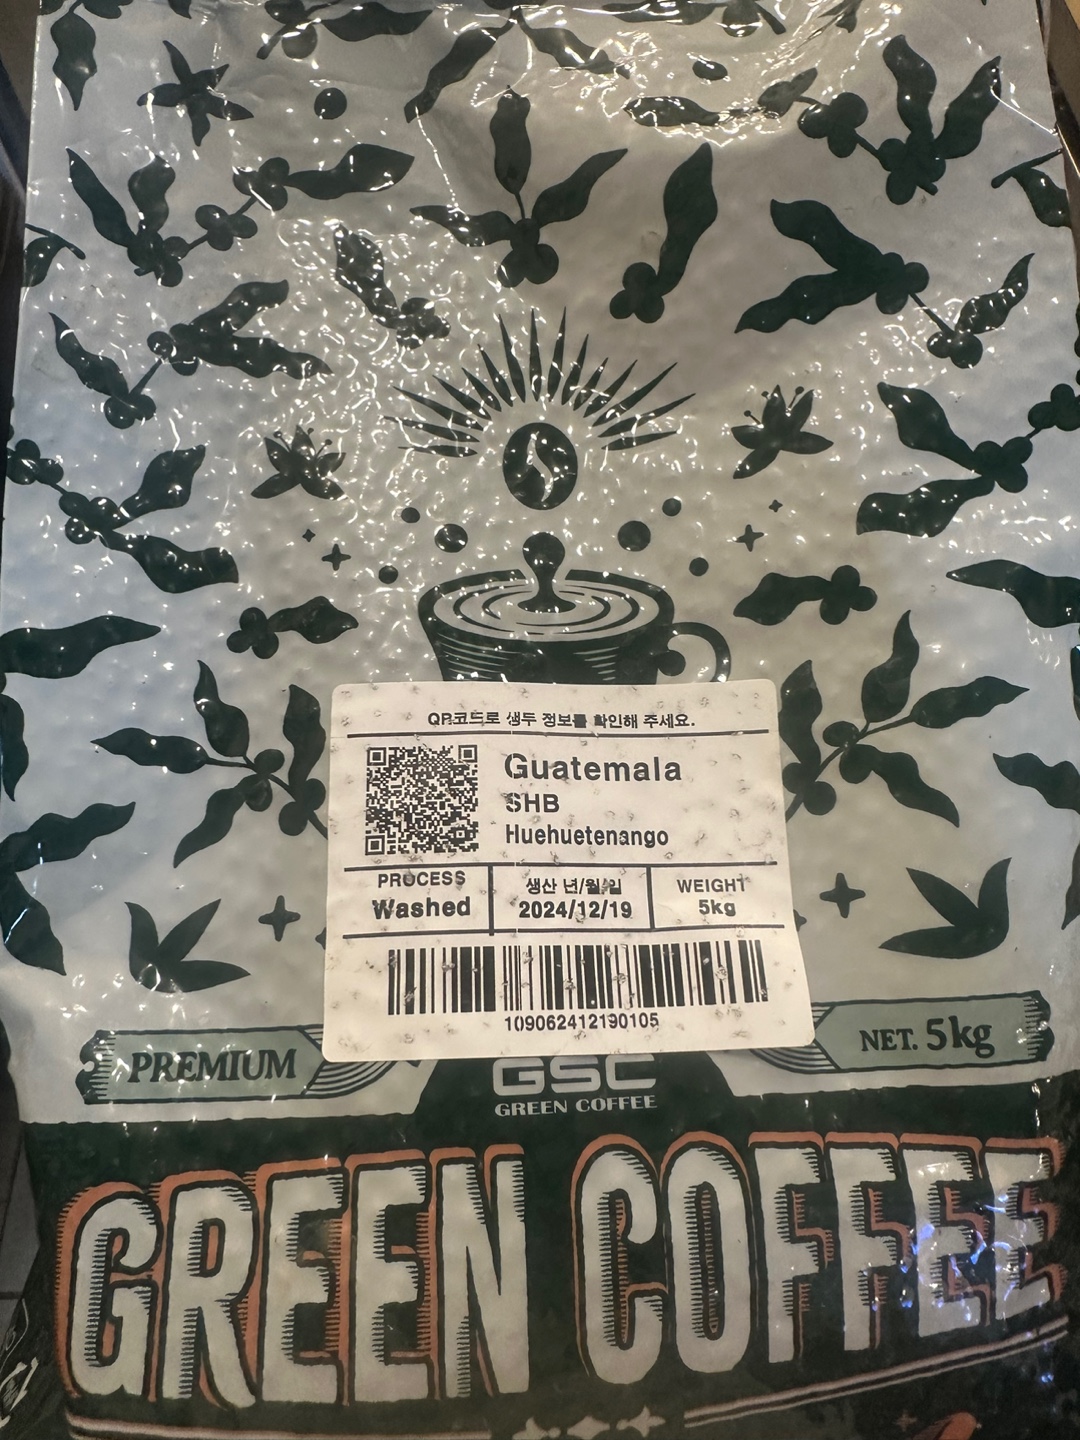 QR코드로 생두 정보를 확인해 주세요.
Guatemala
SHB
Huehuetenango
PROCESS
Washed
생산 년/월/일
2024/12/19
WEIGHT
5kg
109062412190105
PREMIUM
NET. 5kg
GSC
GREEN COFFEE
GREEN COFFEE